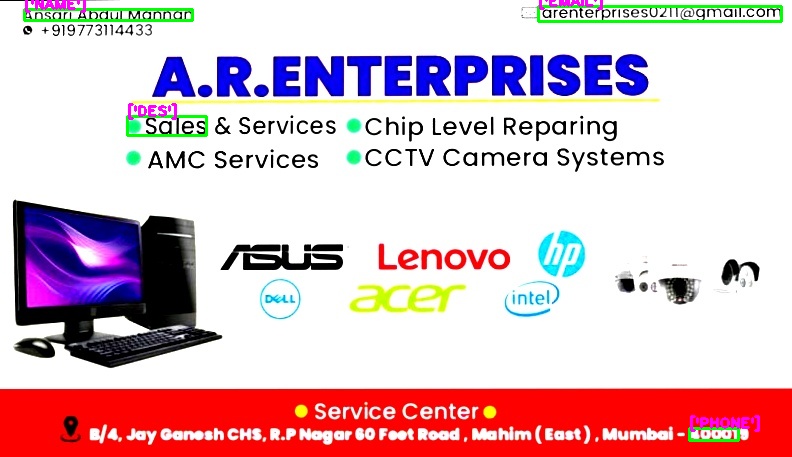 ['NAME']
['EMAIL']
Ansari Abdul Mannan
arenterprises0211@gmail.com
+919773114433
A.R.ENTERPRISES
['DES']
Sales & Services
Chip Level Reparing
AMC Services
CCTV Camera Systems
ASUS
Lenovo
hp
DELL
acer
intel
Service Center
['PHONE']
B/4, Jay Ganesh CHS, R.P Nagar 60 Feet Road , Mahim ( East ) , Mumbai - 400019